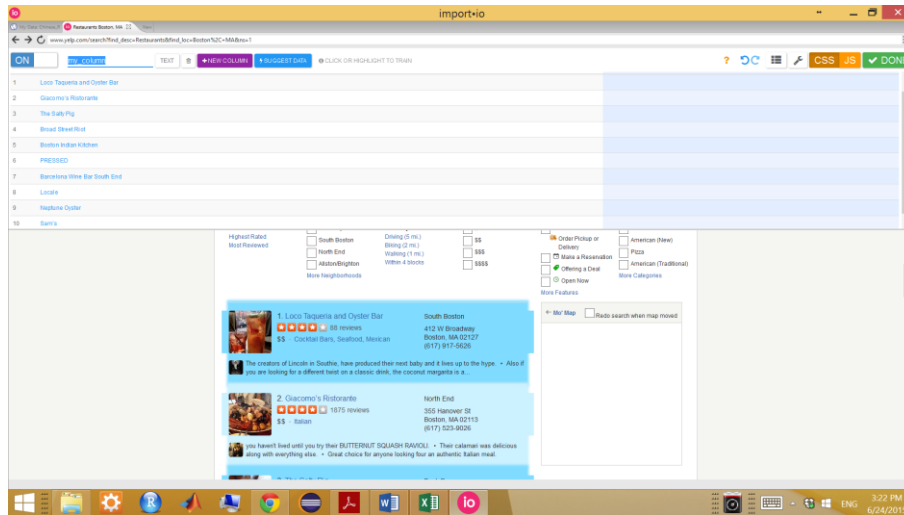 import•io
Restaurants Boston, MA
www.yelp.com/search?find_desc=Restaurants&find_loc=Boston%2C+MA&ns=1
ON my_column TEXT +NEW COLUMN SUGGEST DATA CLICK OR HIGHLIGHT TO TRAIN ? CSS JS DONE
1 Loco Taqueria and Oyster Bar
2 Giacomo's Ristorante
3 The Salty Pig
4 Broad Street Riot
5 Boston Indian Kitchen
6 PRESSED
7 Barcelona Wine Bar South End
8 Locale
9 Neptune Oyster
10 Sam's
Highest Rated
Most Reviewed
South Boston
North End
Allston/Brighton
More Neighborhoods
Driving (5 mi.)
Biking (2 mi.)
Walking (1 mi.)
Within 4 blocks
$$
$$$
$$$$
Order Pickup or
Delivery
Make a Reservation
Offering a Deal
Open Now
More Features
American (New)
Pizza
American (Traditional)
More Categories
1. Loco Taqueria and Oyster Bar
68 reviews
$$ - Cocktail Bars, Seafood, Mexican
South Boston
412 W Broadway
Boston, MA 02127
(617) 917-5626
The creators of Lincoln in Southie, have produced their next baby and it lives up to the hype. • Also if
you are looking for a different twist on a classic drink, the coconut margarita is a...
« Mo' Map Redo search when map moved
2. Giacomo's Ristorante
1875 reviews
$$ - Italian
North End
355 Hanover St
Boston, MA 02113
(617) 523-9026
you haven't lived until you try their BUTTERNUT SQUASH RAVIOLI. • Their calamari was delicious
along with everything else. • Great choice for anyone looking four an authentic Italian meal.
io
ENG
3:22 PM